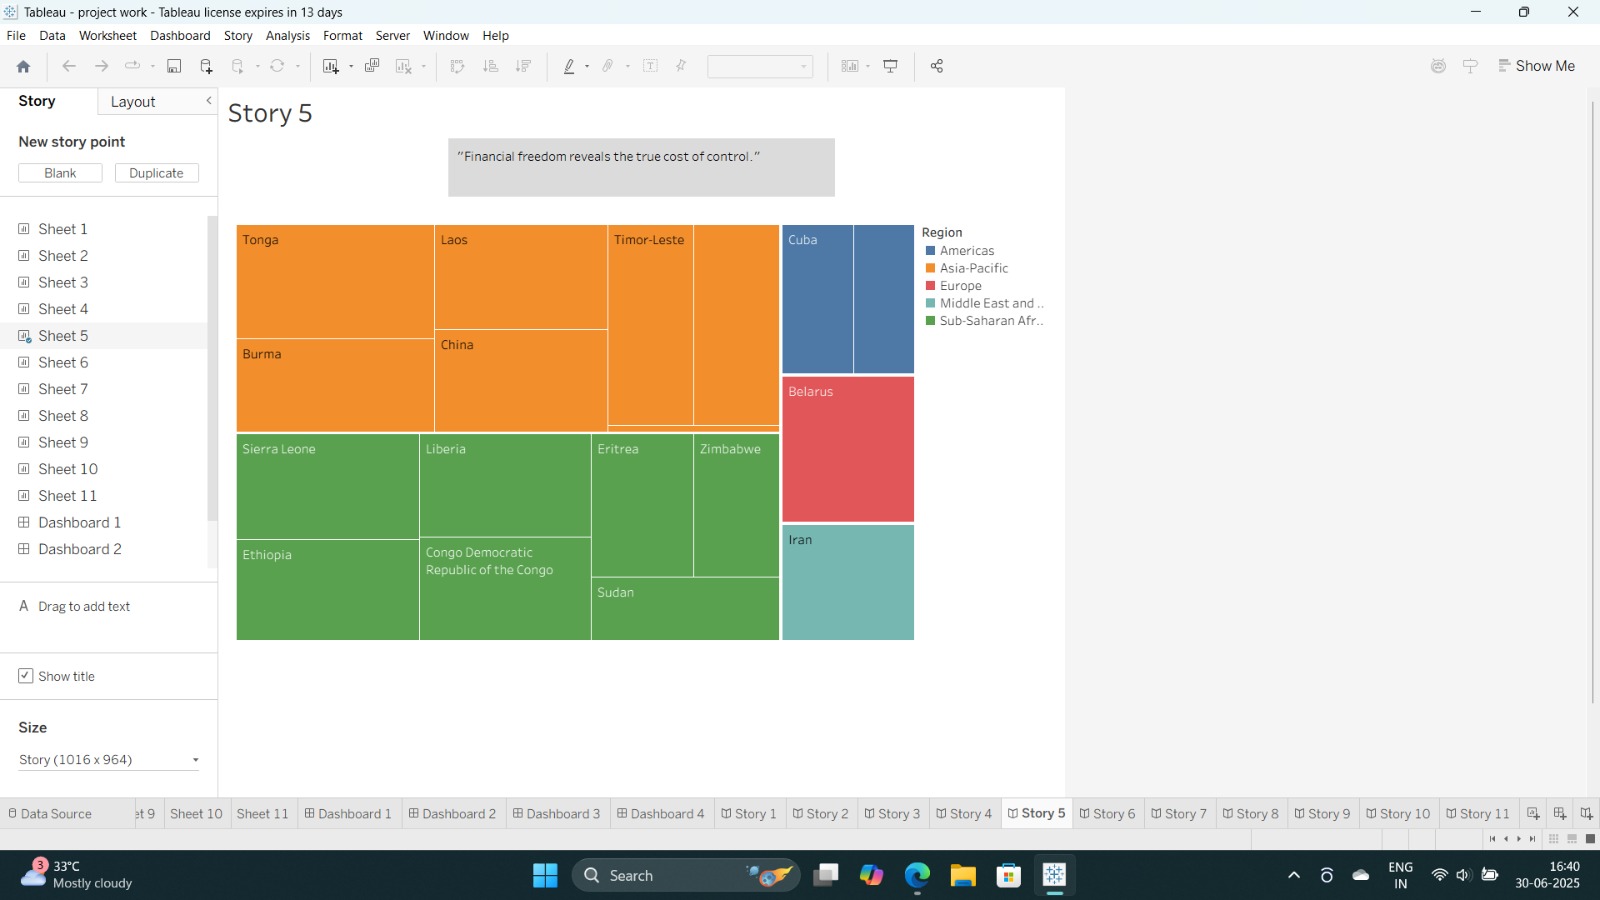 Tableau - project work - Tableau license expires in 13 days
File Data Worksheet Dashboard Story Analysis Format Server Window Help
Show Me
Story Layout
New story point
Blank Duplicate
Sheet 1
Sheet 2
Sheet 3
Sheet 4
Sheet 5
Sheet 6
Sheet 7
Sheet 8
Sheet 9
Sheet 10
Sheet 11
Dashboard 1
Dashboard 2
A Drag to add text
Show title
Size
Story (1016 x 964)
Story 5
"Financial freedom reveals the true cost of control."
Tonga
Laos
Timor-Leste
Cuba
Burma
China
Belarus
Sierra Leone
Liberia
Eritrea
Zimbabwe
Iran
Ethiopia
Congo Democratic
Republic of the Congo
Sudan
Region
Americas
Asia-Pacific
Europe
Middle East and ..
Sub-Saharan Afr..
Data Source et 9 Sheet 10 Sheet 11 Dashboard 1 Dashboard 2 Dashboard 3 Dashboard 4 Story 1 Story 2 Story 3 Story 4 Story 5 Story 6 Story 7 Story 8 Story 9 Story 10 Story 11
3
33°C
Mostly cloudy
Search
ENG
IN
16:40
30-06-2025